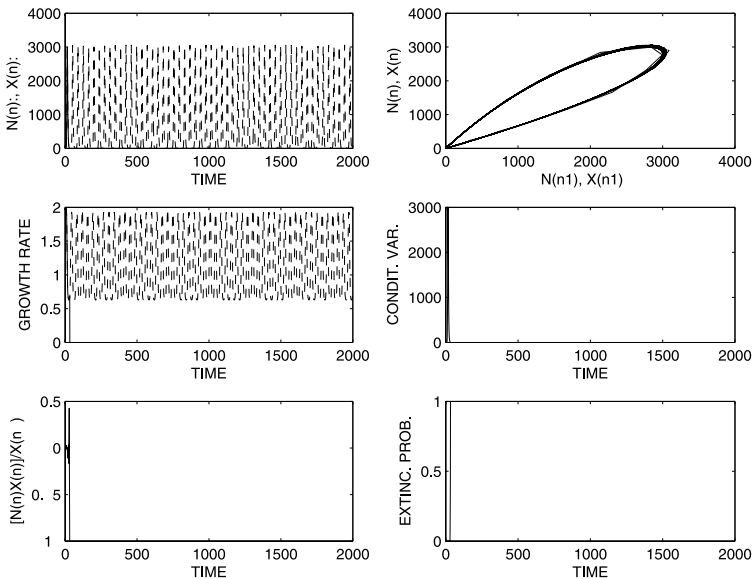 4000
3000
2000
1000
0
N(n):, X(n):
0 500 1000 1500 2000
TIME
4000
3000
2000
1000
0
N(n), X(n)
0 1000 2000 3000 4000
N(n1), X(n1)
2
1.5
1
0.5
0
GROWTH RATE
0 500 1000 1500 2000
TIME
3000
2000
1000
0
CONDIT. VAR.
0 500 1000 1500 2000
TIME
0.5
0
0. 5
1
[N(n)X(n)]/X(n )
0 500 1000 1500 2000
TIME
1
0.5
0
EXTINC. PROB.
0 500 1000 1500 2000
TIME